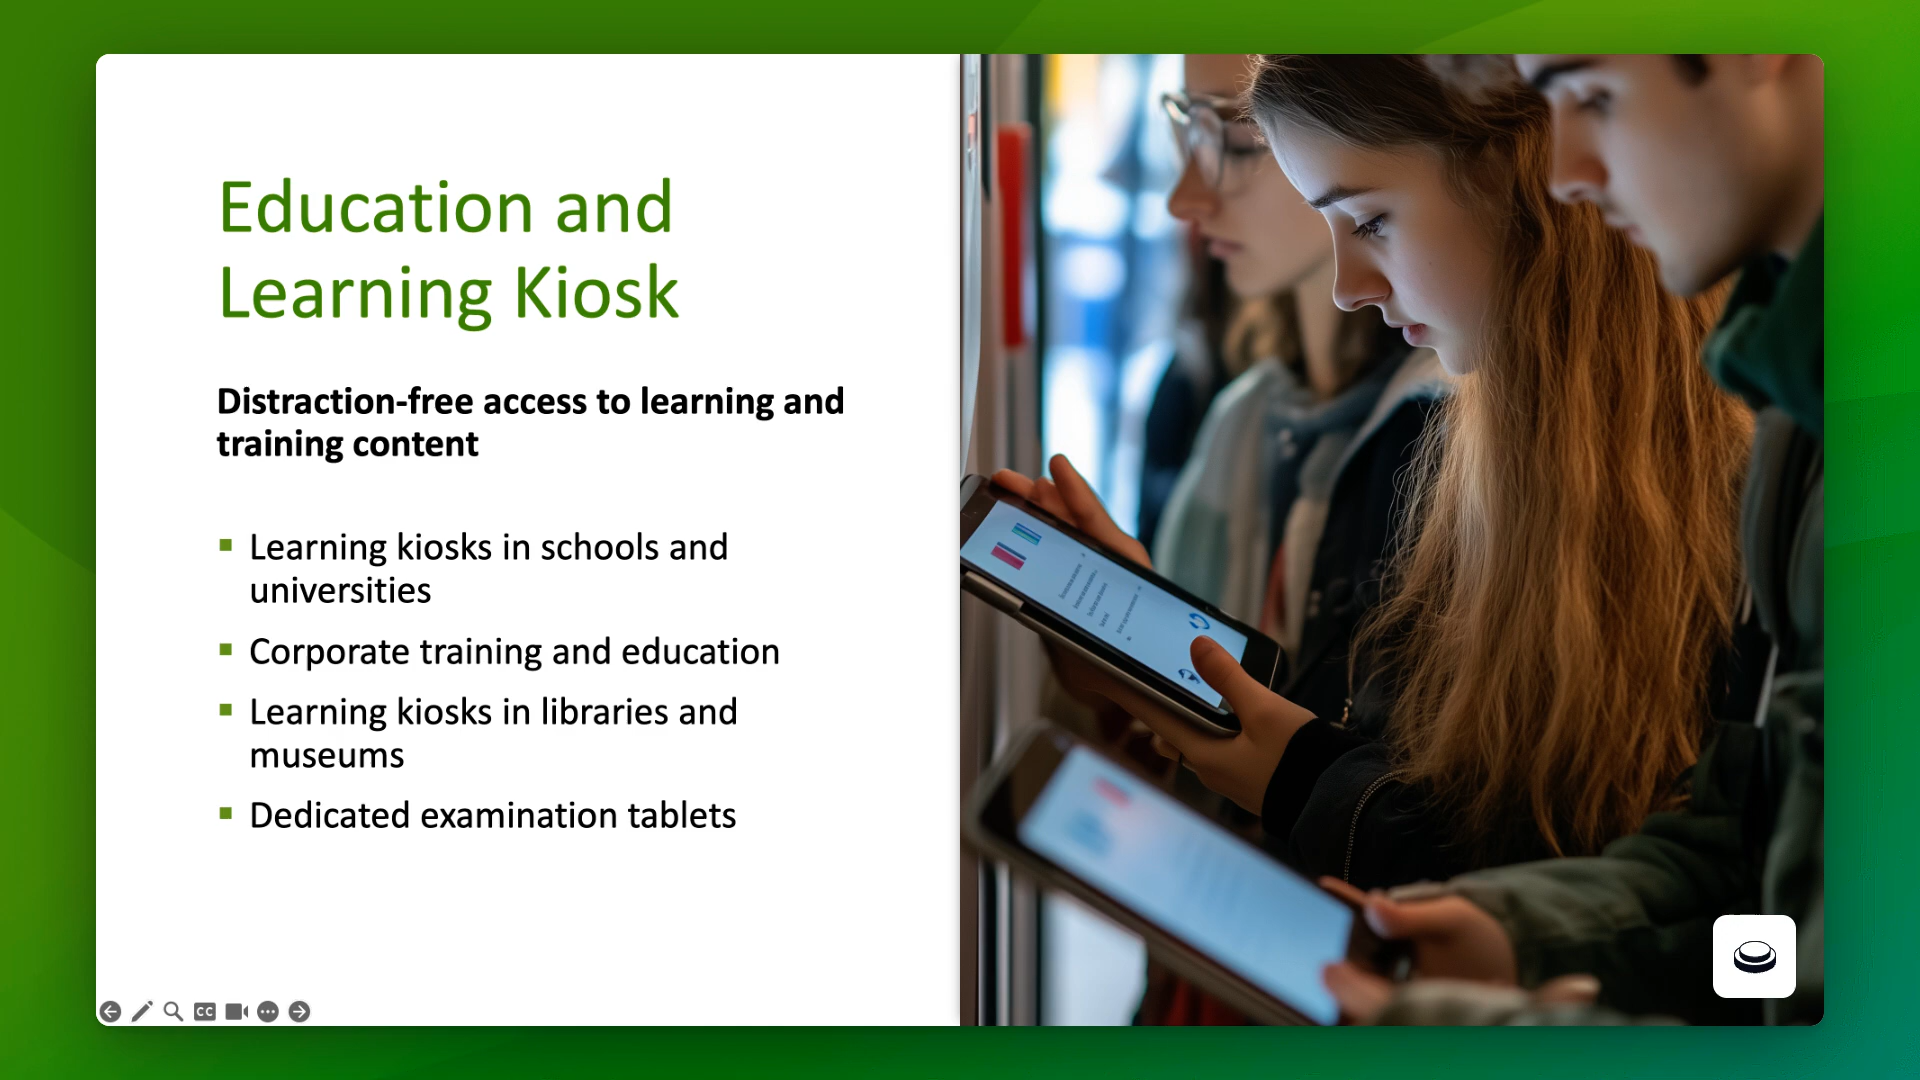 Education and
Learning Kiosk
Distraction-free access to learning and
training content
Learning kiosks in schools and
universities
Corporate training and education
Learning kiosks in libraries and
museums
Dedicated examination tablets
CC